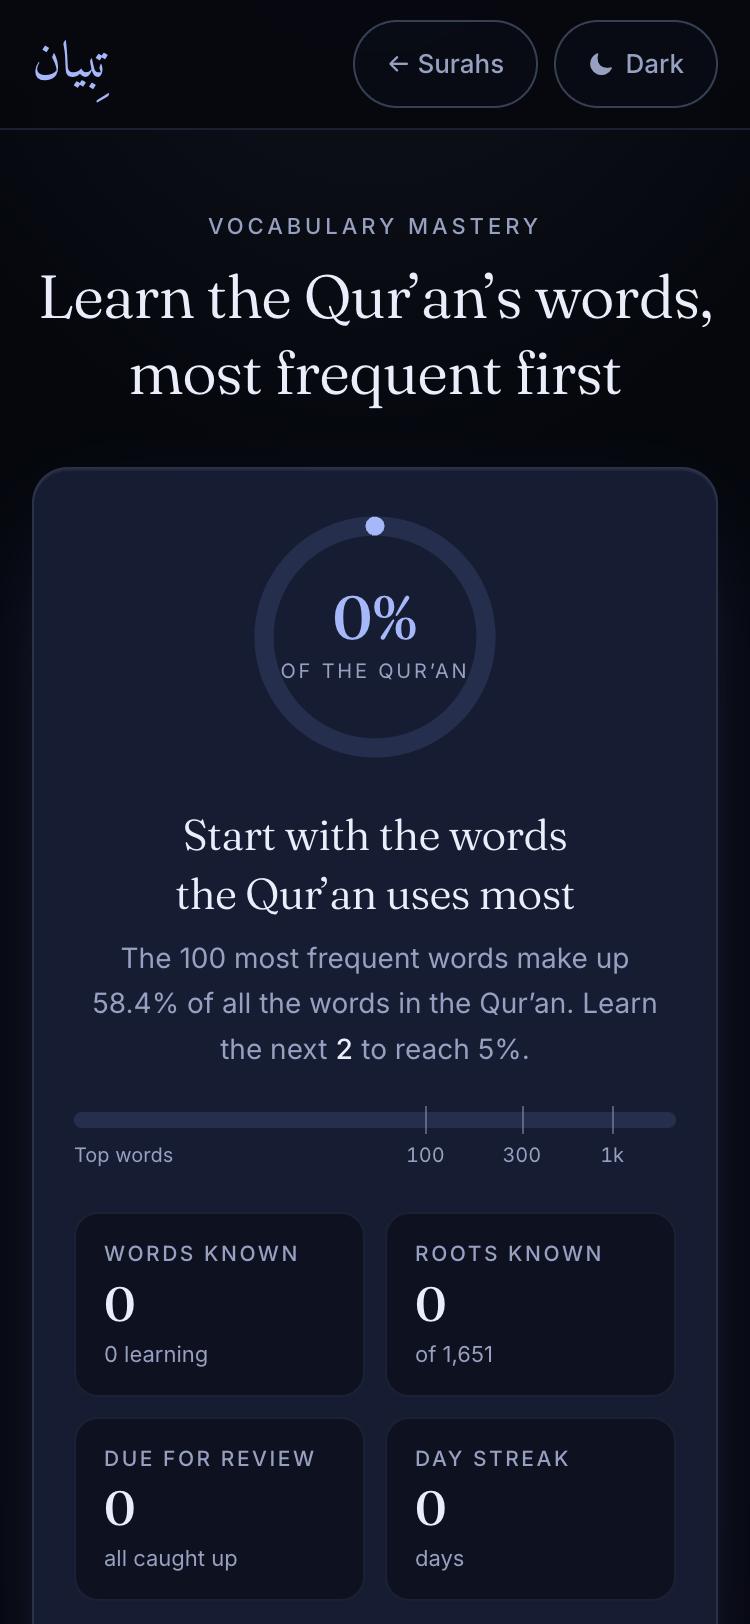 تِبيان
← Surahs
Dark
VOCABULARY MASTERY
Learn the Qur’an’s words,
most frequent first
0%
OF THE QUR’AN
Start with the words
the Qur’an uses most
The 100 most frequent words make up
58.4% of all the words in the Qur’an. Learn
the next 2 to reach 5%.
Top words 100 300 1k
WORDS KNOWN
0
0 learning
ROOTS KNOWN
0
of 1,651
DUE FOR REVIEW
0
all caught up
DAY STREAK
0
days